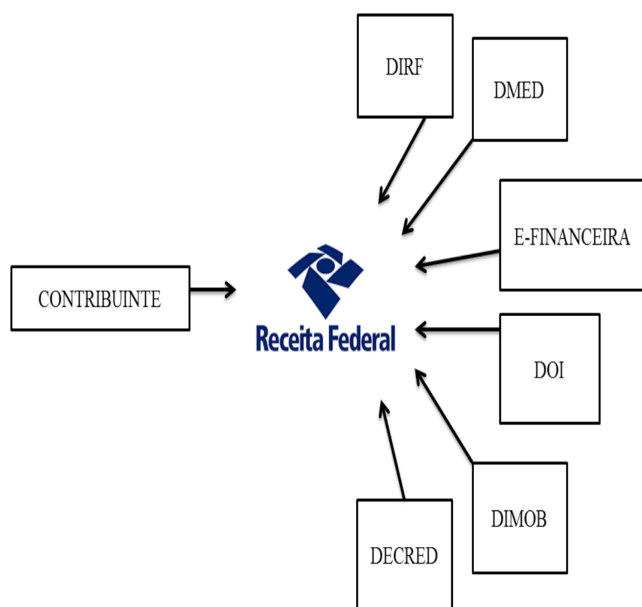 DIRF
DMED
E-FINANCEIRA
CONTRIBUINTE
Receita Federal
DOI
DIMOB
DECRED